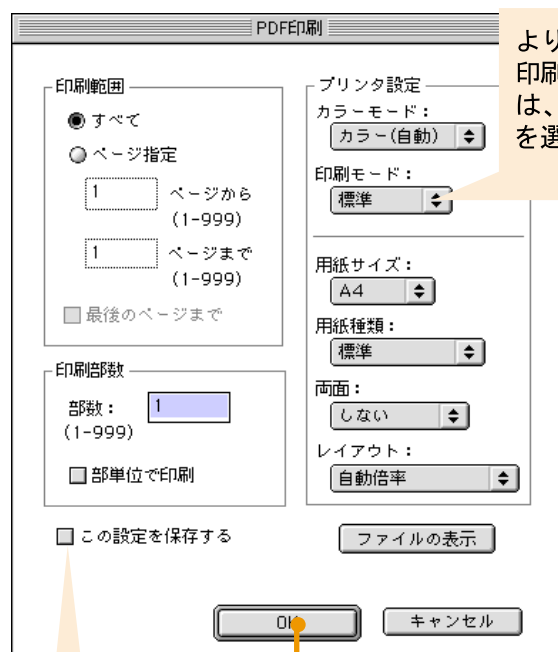 PDF印刷
より
印刷
は、
を選
印刷範囲
すべて
ページ指定
1 ページから
(1-999)
1 ページまで
(1-999)
最後のページまで
印刷部数
部数： 1
(1-999)
部単位で印刷
プリンタ設定
カラーモード：
カラー(自動)
印刷モード：
標準
用紙サイズ：
A4
用紙種類：
標準
両面：
しない
レイアウト：
自動倍率
この設定を保存する
ファイルの表示
OK
キャンセル